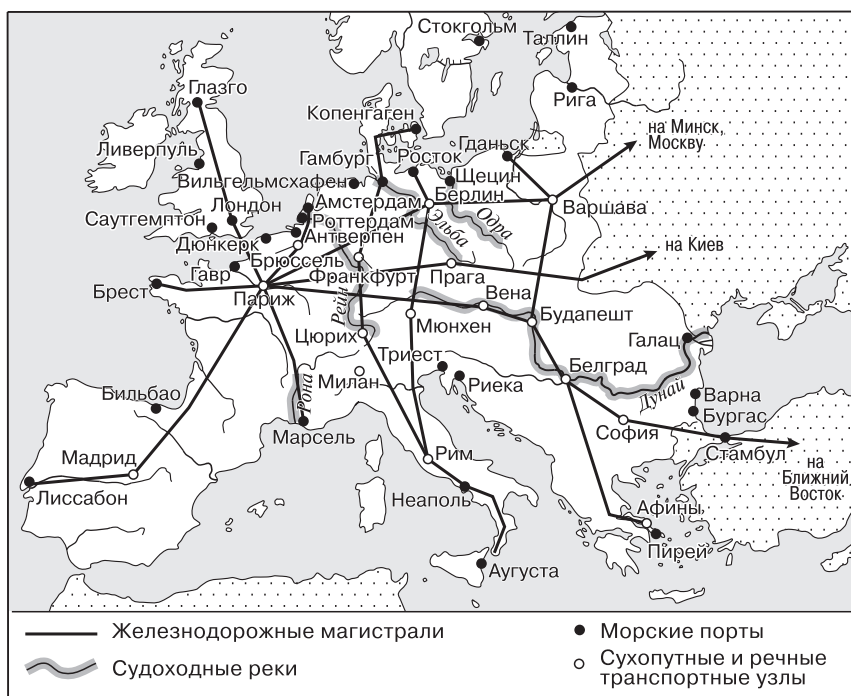 Стокгольм
Таллин
Глазго
Рига
Копенгаген
на Минск,
Москву
Ливерпуль
Гамбург
Росток
Гданьск
Вильгельмсхафен
Щецин
Лондон
Амстердам
Берлин
Варшава
Саутгемптон
Роттердам
Эльба
Одра
Дюнкерк
Антверпен
на Киев
Брюссель
Гавр
Франкфурт
Прага
Брест
Париж
Рейн
Вена
Будапешт
Цюрих
Мюнхен
Галац
Триест
Белград
Милан
Риека
Дунай
Бильбао
Рона
Варна
Бургас
Марсель
София
Мадрид
Рим
Стамбул
Лиссабон
на
Ближний
Восток
Неаполь
Афины
Пирей
Аугуста
Железнодорожные магистрали
Морские порты
Судоходные реки
Сухопутные и речные
транспортные узлы